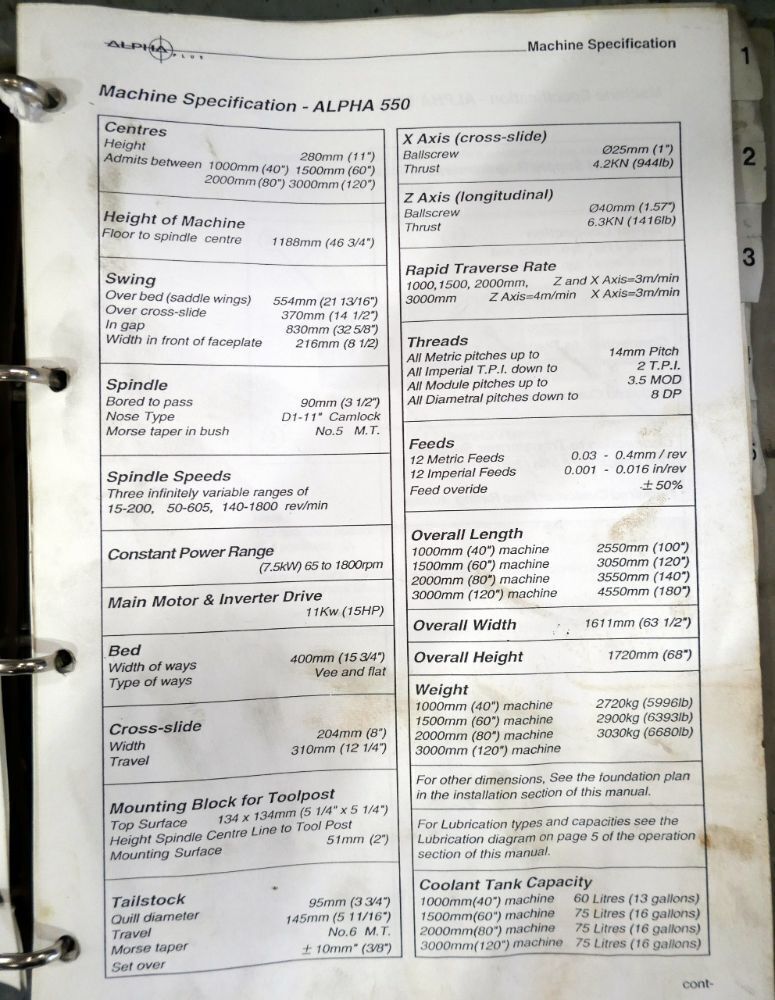 ALPHA PLUS
Machine Specification
Machine Specification - ALPHA 550
Centres
Height 280mm (11")
Admits between 1000mm (40") 1500mm (60")
2000mm (80") 3000mm (120")
Height of Machine
Floor to spindle centre 1188mm (46 3/4")
Swing
Over bed (saddle wings) 554mm (21 13/16")
Over cross-slide 370mm (14 1/2")
In gap 830mm (32 5/8")
Width in front of faceplate 216mm (8 1/2)
Spindle
Bored to pass 90mm (3 1/2")
Nose Type D1-11" Camlock
Morse taper in bush No.5 M.T.
Spindle Speeds
Three infinitely variable ranges of
15-200, 50-605, 140-1800 rev/min
Constant Power Range
(7.5kW) 65 to 1800rpm
Main Motor & Inverter Drive
11Kw (15HP)
Bed
Width of ways 400mm (15 3/4")
Type of ways Vee and flat
Cross-slide
Width 204mm (8")
Travel 310mm (12 1/4")
Mounting Block for Toolpost
Top Surface 134 x 134mm (5 1/4" x 5 1/4")
Height Spindle Centre Line to Tool Post
Mounting Surface 51mm (2")
Tailstock
Quill diameter 95mm (3 3/4")
Travel 145mm (5 11/16")
Morse taper No.6 M.T.
Set over ± 10mm" (3/8")
X Axis (cross-slide)
Ballscrew Ø25mm (1")
Thrust 4.2KN (944lb)
Z Axis (longitudinal)
Ballscrew Ø40mm (1.57")
Thrust 6.3KN (1416lb)
Rapid Traverse Rate
1000,1500, 2000mm, Z and X Axis=3m/min
3000mm Z Axis=4m/min X Axis=3m/min
Threads
All Metric pitches up to 14mm Pitch
All Imperial T.P.I. down to 2 T.P.I.
All Module pitches up to 3.5 MOD
All Diametral pitches down to 8 DP
Feeds
12 Metric Feeds 0.03 - 0.4mm / rev
12 Imperial Feeds 0.001 - 0.016 in/rev
Feed overide ± 50%
Overall Length
1000mm (40") machine 2550mm (100")
1500mm (60") machine 3050mm (120")
2000mm (80") machine 3550mm (140")
3000mm (120") machine 4550mm (180")
Overall Width 1611mm (63 1/2")
Overall Height 1720mm (68")
Weight
1000mm (40") machine 2720kg (5996lb)
1500mm (60") machine 2900kg (6393lb)
2000mm (80") machine 3030kg (6680lb)
3000mm (120") machine
For other dimensions, See the foundation plan
in the installation section of this manual.
For Lubrication types and capacities see the
Lubrication diagram on page 5 of the operation
section of this manual.
Coolant Tank Capacity
1000mm(40") machine 60 Litres (13 gallons)
1500mm(60") machine 75 Litres (16 gallons)
2000mm(80") machine 75 Litres (16 gallons)
3000mm(120") machine 75 Litres (16 gallons)
cont-
1
2
3